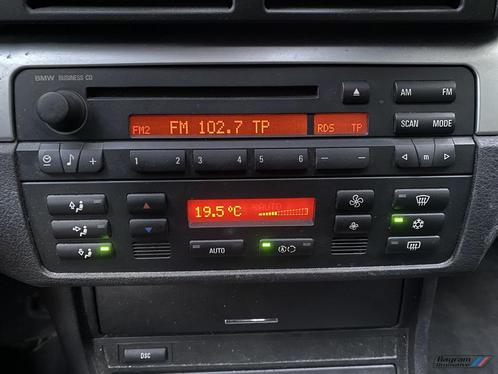 BMW BUSINESS CD
AM FM
FM2 FM 102.7 TP RDS TP
SCAN MODE
1 2 3 4 5 6
m
19.5°C
AUTO
DSC
Bayram